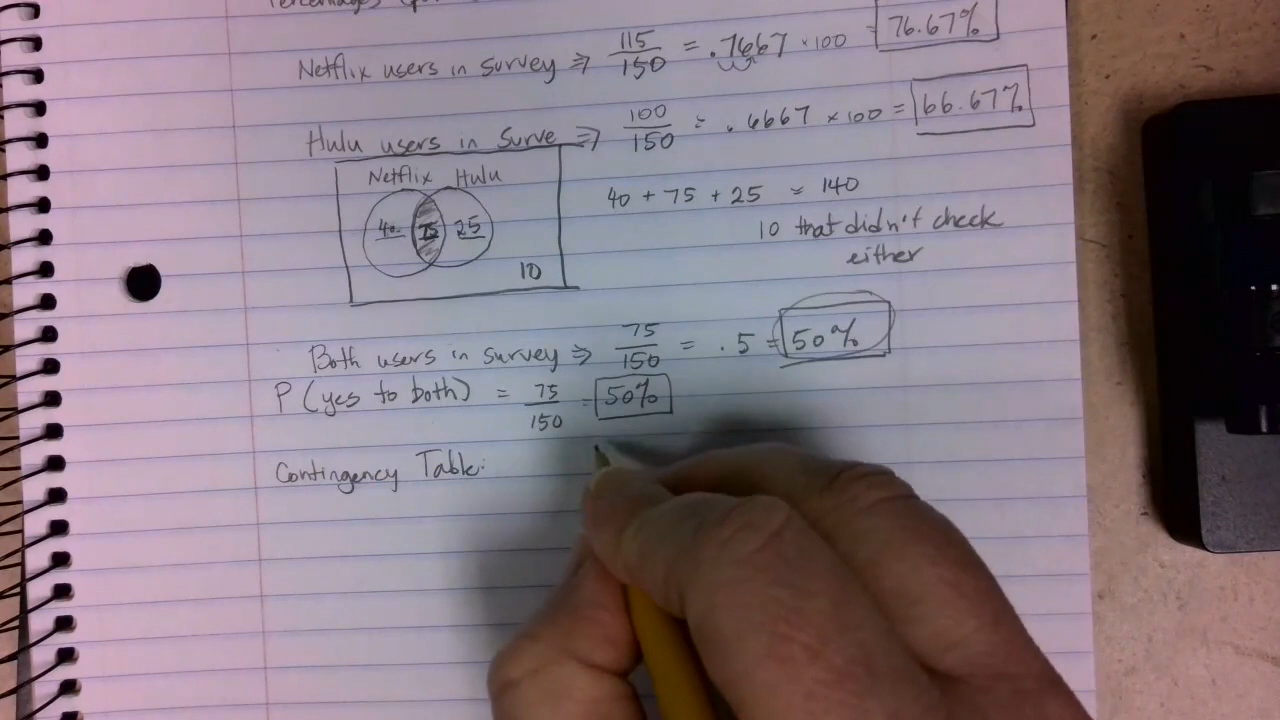 Percentages
Netflix users in survey ⇒ 115/150 = .7667 × 100 = 76.67%
Hulu users in Surve ⇒ 100/150 = .6667 × 100 = 66.67%
Netflix Hulu
40 75 25
10
40 + 75 + 25 = 140
10 that didn't check
either
Both users in survey ⇒ 75/150 = .5 = 50%
P (yes to both) = 75/150 = 50%
Contingency Table: